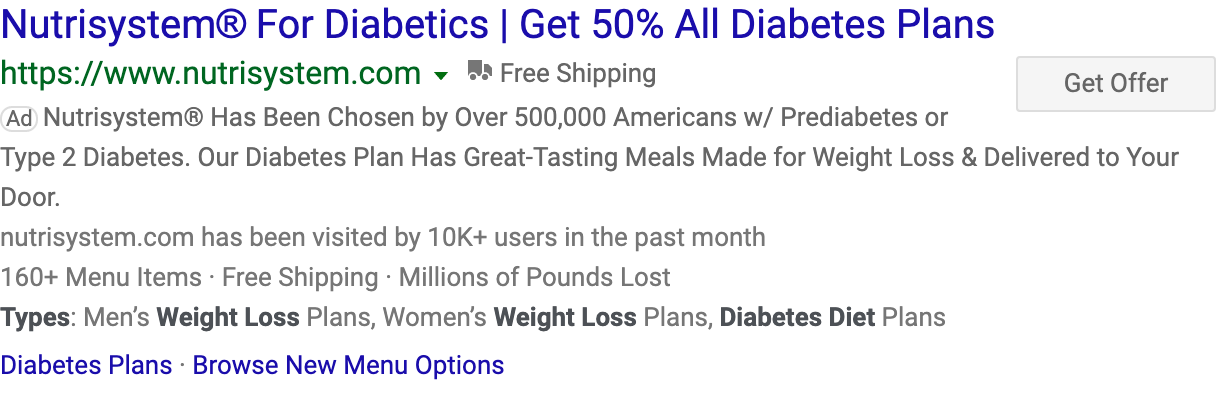 Nutrisystem® For Diabetics | Get 50% All Diabetes Plans
https://www.nutrisystem.com Free Shipping
Get Offer
Ad Nutrisystem® Has Been Chosen by Over 500,000 Americans w/ Prediabetes or
Type 2 Diabetes. Our Diabetes Plan Has Great-Tasting Meals Made for Weight Loss & Delivered to Your
Door.
nutrisystem.com has been visited by 10K+ users in the past month
160+ Menu Items · Free Shipping · Millions of Pounds Lost
Types: Men’s Weight Loss Plans, Women’s Weight Loss Plans, Diabetes Diet Plans
Diabetes Plans · Browse New Menu Options